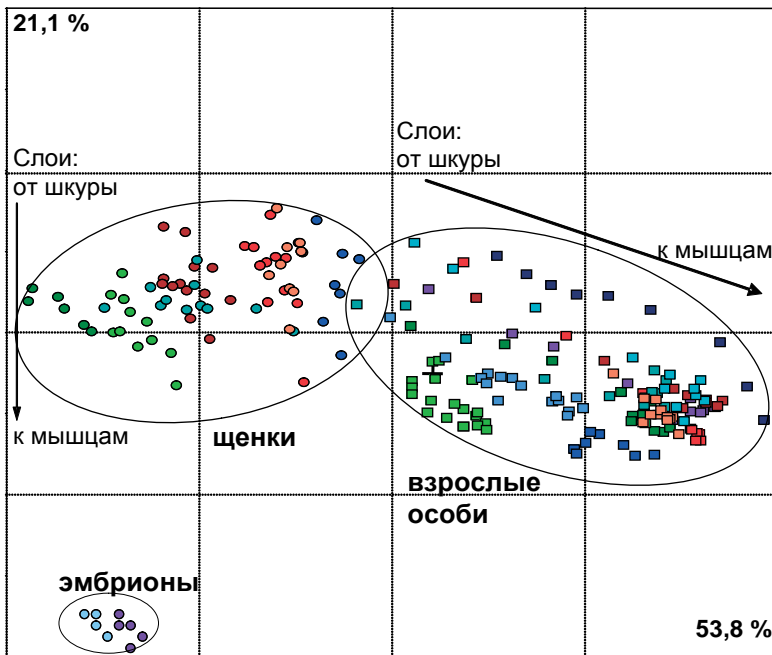 21,1 %
Слои:
от шкуры
Слои:
от шкуры
к мышцам
к мышцам
щенки
взрослые
особи
эмбрионы
53,8 %